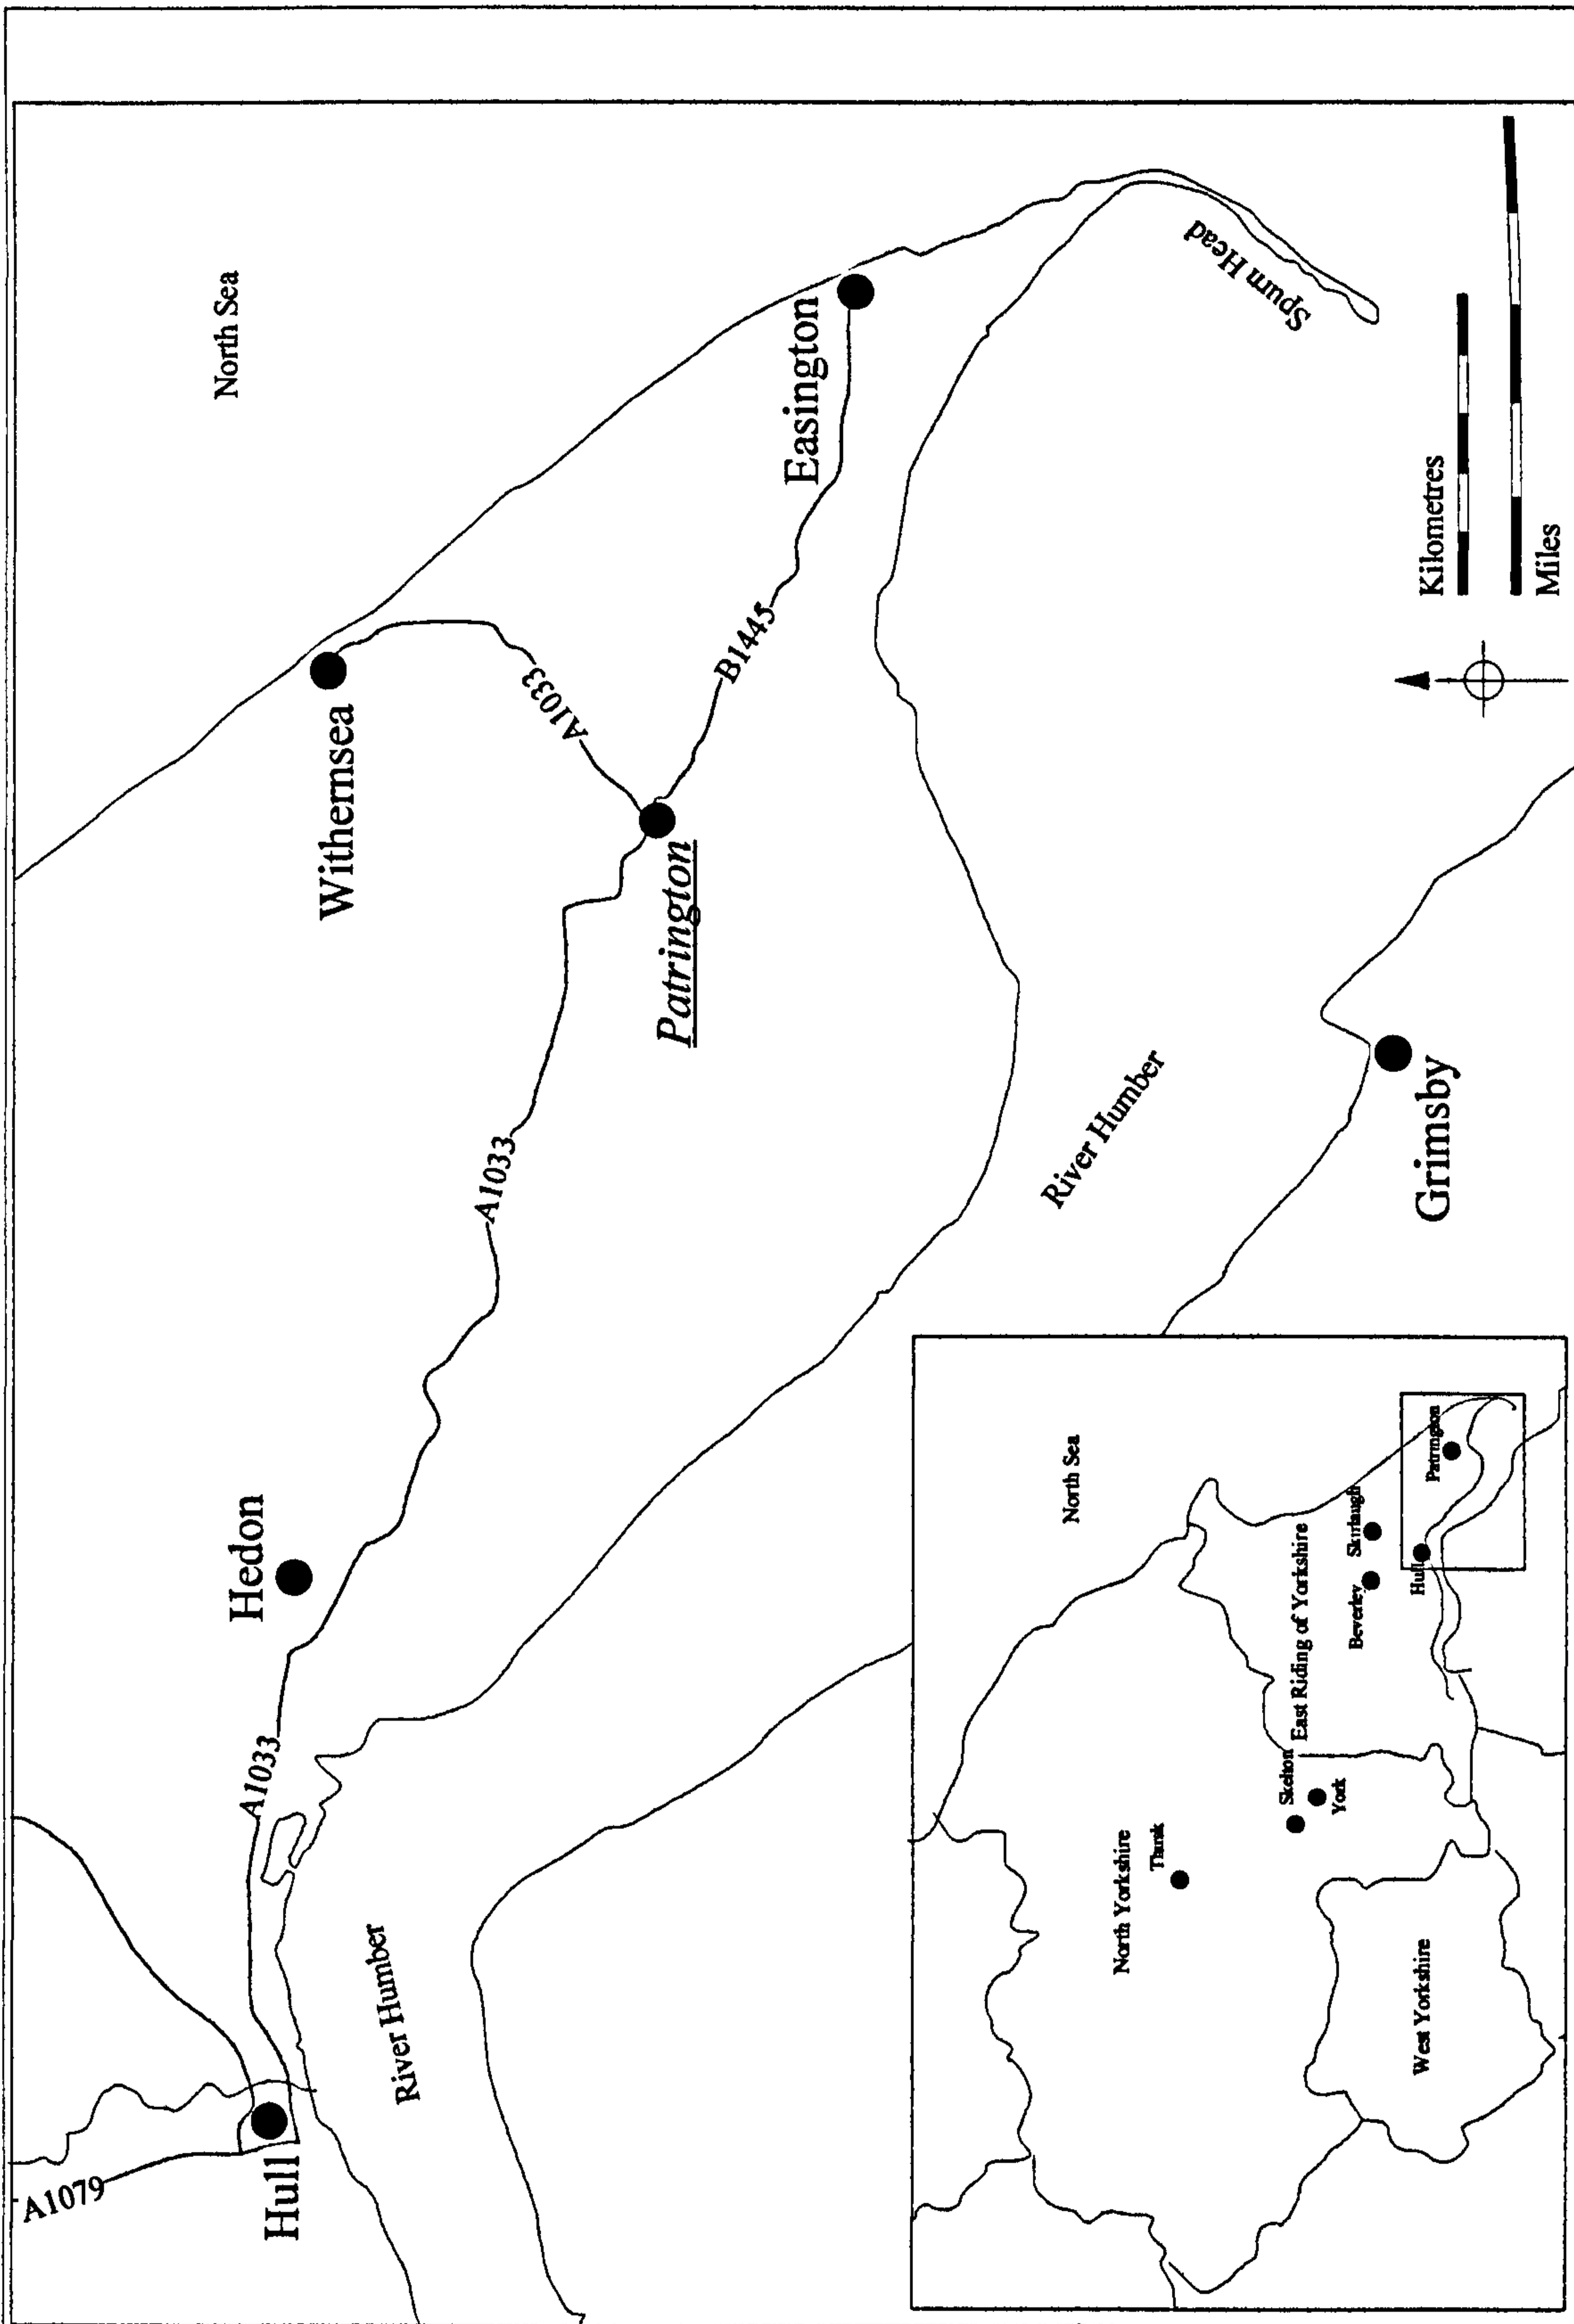 A1079
Hull
A1033
Hedon
A1033
Patrington
Withernsea
A1033
B1445
Easington
North Sea
Spurn Head
River Humber
River Humber
Grimsby
Kilometres
Miles
North Sea
North Yorkshire
Thirsk
Skelton
York
East Riding of Yorkshire
Beverley
Skirlaugh
Hull
Patrington
West Yorkshire